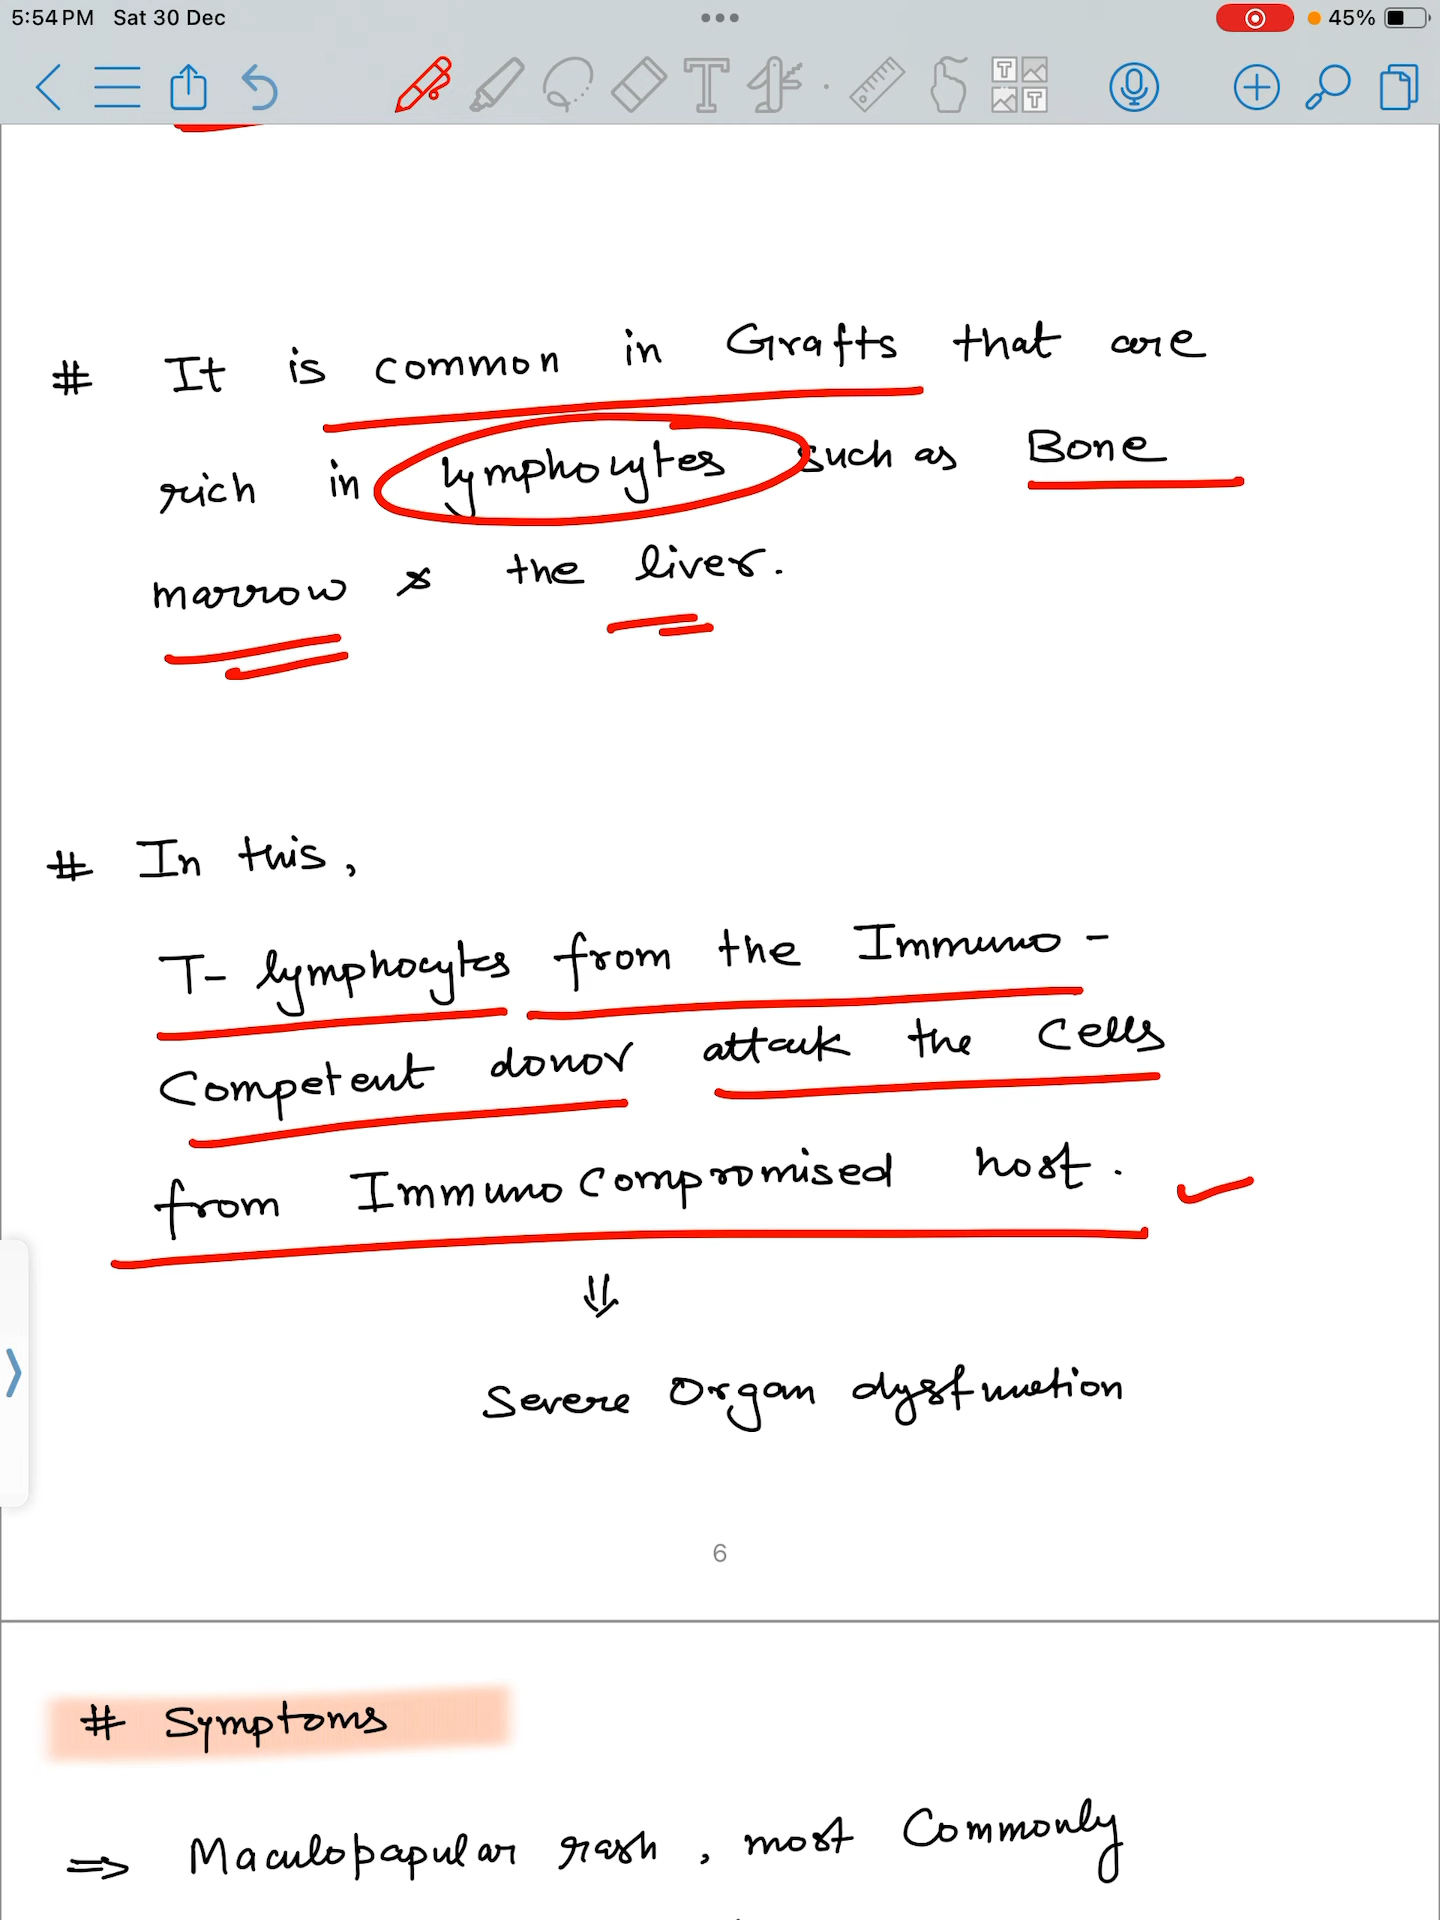 5:54 PM Sat 30 Dec
45%
# It is common in Grafts that are
rich in lymphocytes such as Bone
marrow & the liver.
# In this,
T- lymphocytes from the Immuno-
Competent donor attack the Cells
from Immunocompromised host.
⇓
Severe Organ dysfunction
6
# Symptoms
⇒ Maculopapular rash, most Commonly